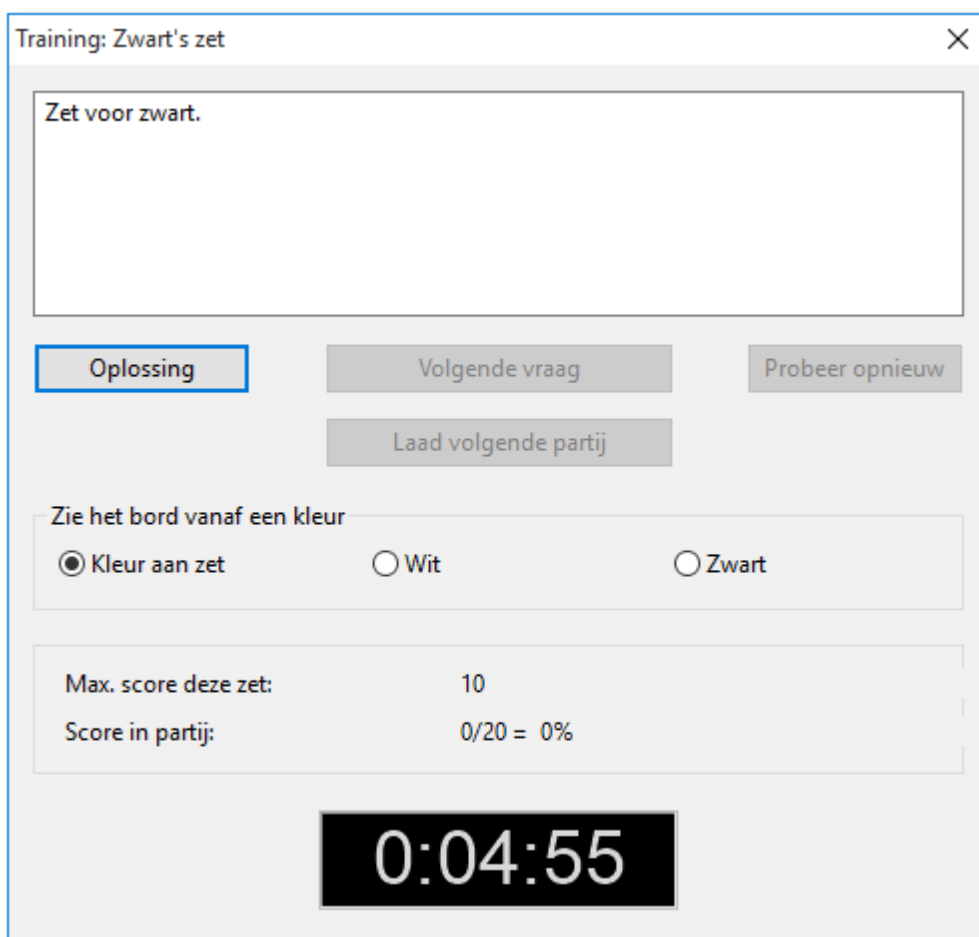 Training: Zwart's zet
Zet voor zwart.
Oplossing
Volgende vraag
Probeer opnieuw
Laad volgende partij
Zie het bord vanaf een kleur
Kleur aan zet
Wit
Zwart
Max. score deze zet: 10
Score in partij: 0/20 = 0%
0:04:55